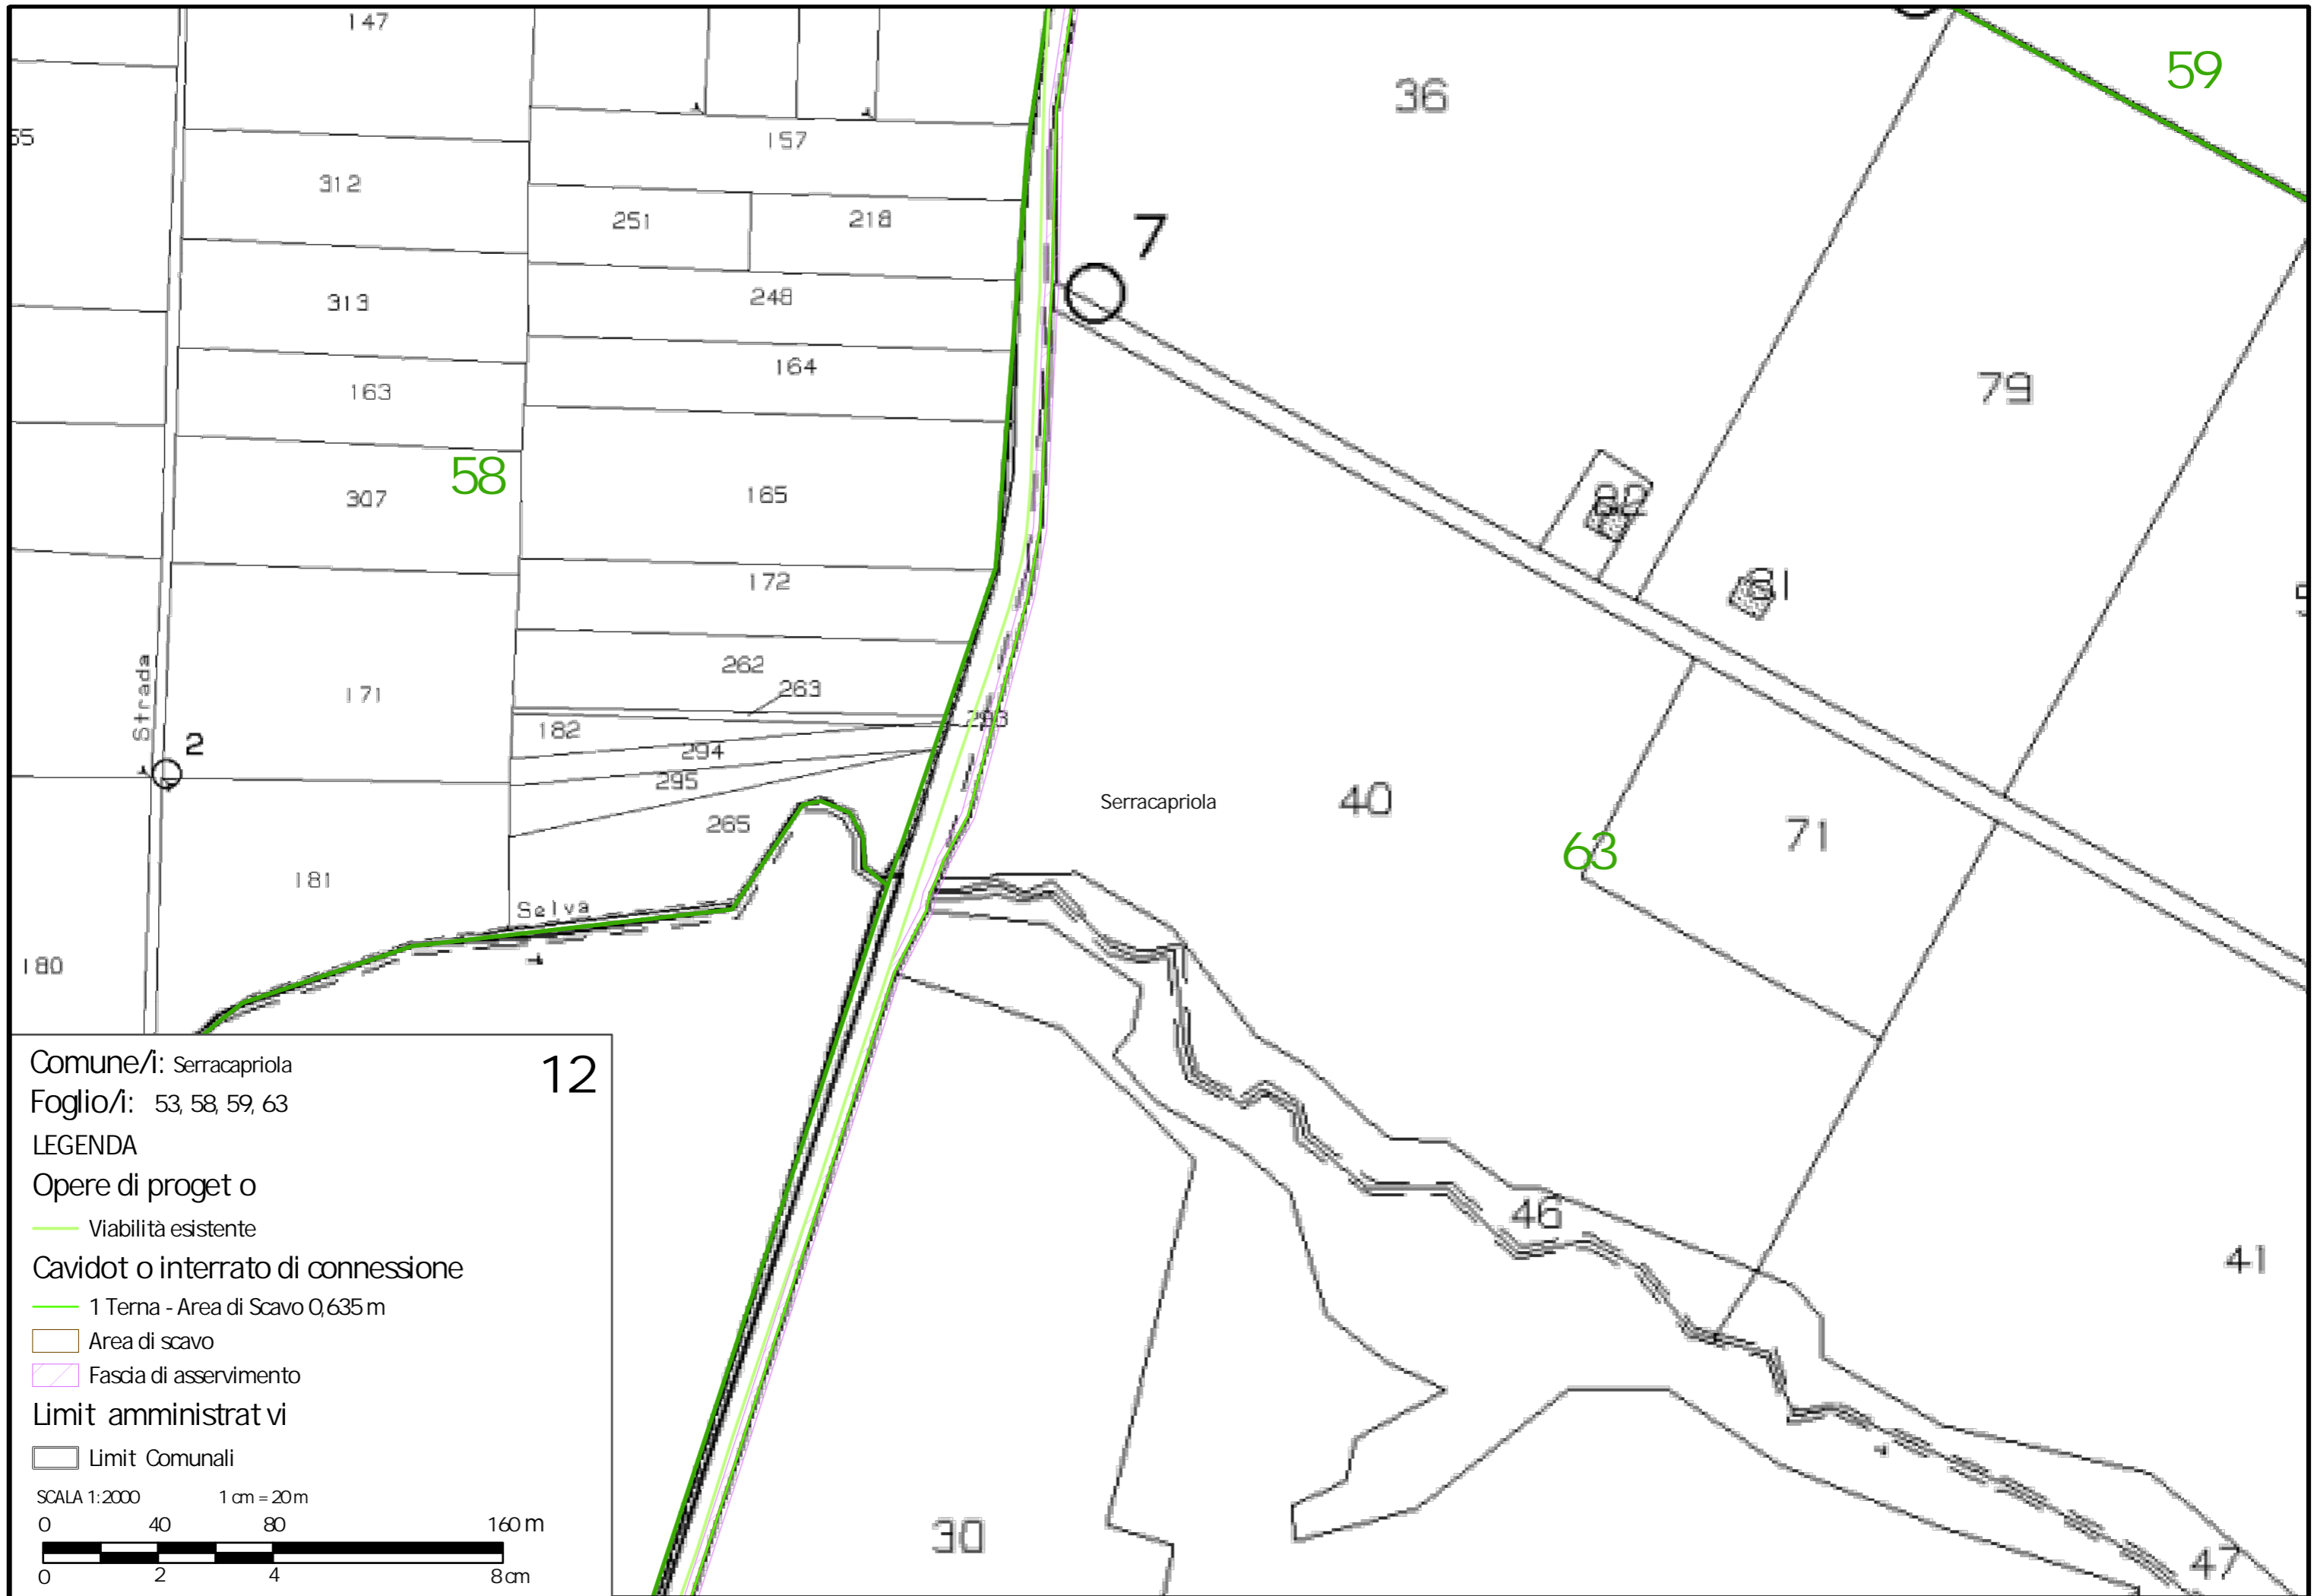 147
36
59
55
157
312
251
218
7
313
248
164
79
163
58
307
165
82
172
81
Strada
171
262
263
293
182
2
294
295
265
Serracapriola
40
63
71
181
Selva
180
46
41
30
47
Comune/i: Serracapriola
12
Foglio/i: 53, 58, 59, 63
LEGENDA
Opere di proget o
Viabilità esistente
Cavidot o interrato di connessione
1 Terna - Area di Scavo 0,635 m
Area di scavo
Fascia di asservimento
Limit amministrat vi
Limit Comunali
SCALA 1:2000 1 cm = 20 m
0 40 80 160 m
0 2 4 8 cm